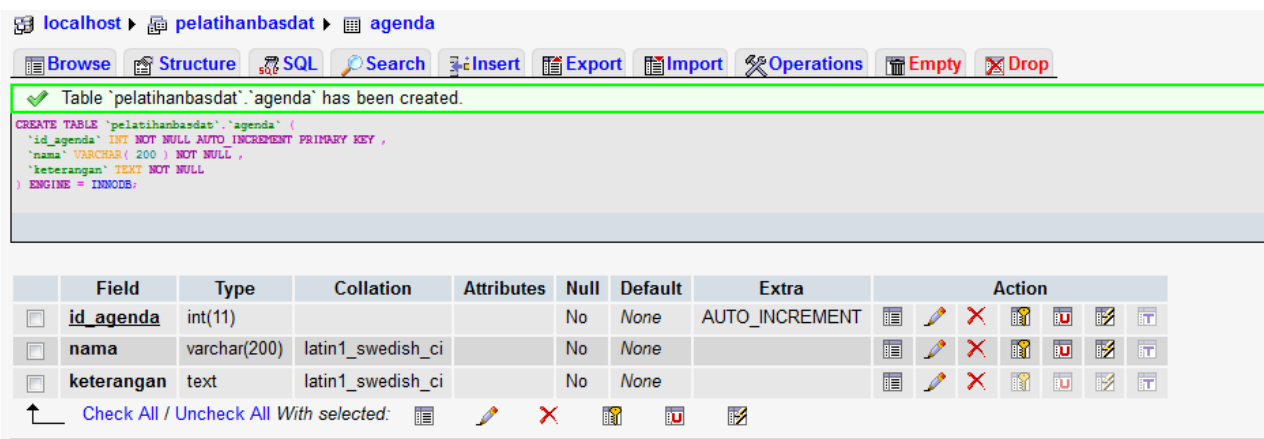 localhost pelatihanbasdat agenda
Browse Structure SQL Search Insert Export Import Operations Empty Drop
Table `pelatihanbasdat`.`agenda` has been created.
CREATE TABLE `pelatihanbasdat`.`agenda` (
`id_agenda` INT NOT NULL AUTO_INCREMENT PRIMARY KEY ,
`nama` VARCHAR( 200 ) NOT NULL ,
`keterangan` TEXT NOT NULL
) ENGINE = INNODB;
Field Type Collation Attributes Null Default Extra Action
id_agenda int(11) No None AUTO_INCREMENT
nama varchar(200) latin1_swedish_ci No None
keterangan text latin1_swedish_ci No None
Check All / Uncheck All With selected: